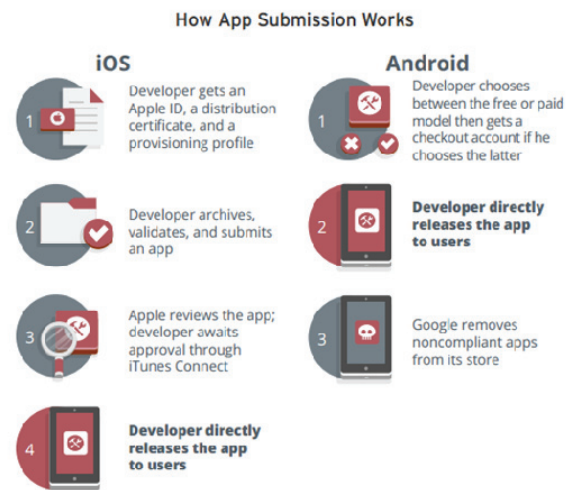 How App Submission Works
iOS
1
Developer gets an
Apple ID, a distribution
certificate, and a
provisioning profile
2
Developer archives,
validates, and submits
an app
3
Apple reviews the app;
developer awaits
approval through
iTunes Connect
4
Developer directly
releases the app
to users
Android
1
Developer chooses
between the free or paid
model then gets a
checkout account if he
chooses the latter
2
Developer directly
releases the app
to users
3
Google removes
noncompliant apps
from its store